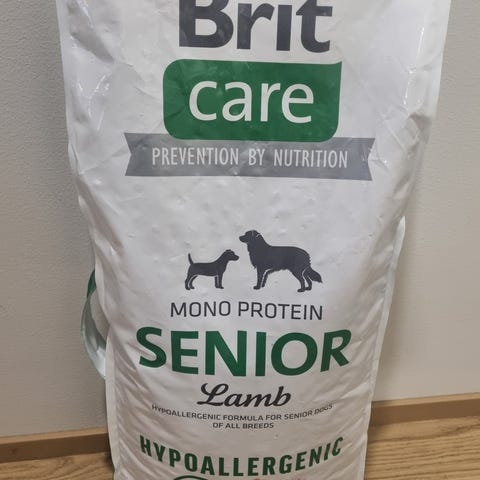 Brit
care
PREVENTION BY NUTRITION
MONO PROTEIN
SENIOR
Lamb
HYPOALLERGENIC FORMULA FOR SENIOR DOGS
OF ALL BREEDS
HYPOALLERGENIC